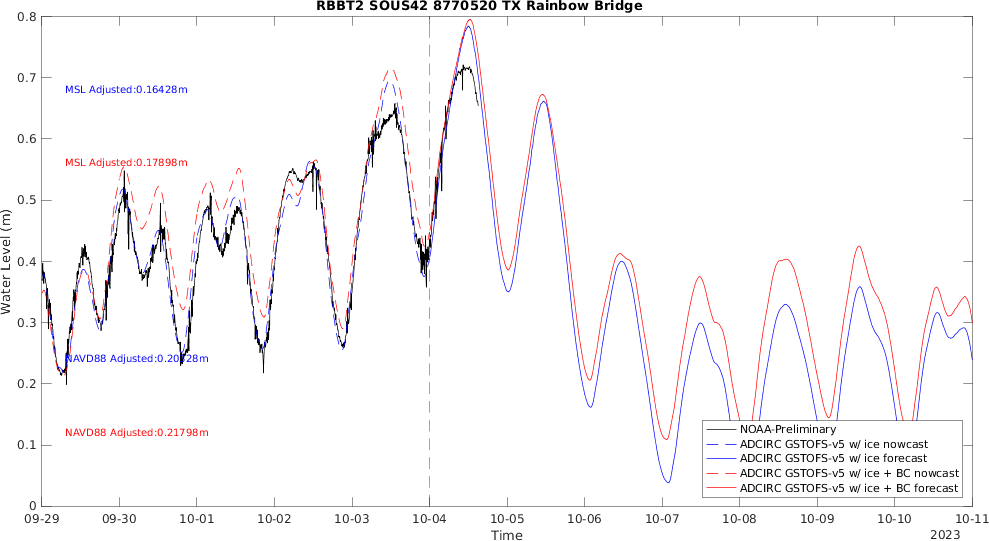 RBBT2 SOUS42 8770520 TX Rainbow Bridge
0.8
0.7
0.6
0.5
0.4
0.3
0.2
0.1
0
Water Level (m)
MSL Adjusted:0.16428m
MSL Adjusted:0.17898m
NAVD88 Adjusted:0.20328m
NAVD88 Adjusted:0.21798m
NOAA-Preliminary
ADCIRC GSTOFS-v5 w/ ice nowcast
ADCIRC GSTOFS-v5 w/ ice forecast
ADCIRC GSTOFS-v5 w/ ice + BC nowcast
ADCIRC GSTOFS-v5 w/ ice + BC forecast
09-29 09-30 10-01 10-02 10-03 10-04 10-05 10-06 10-07 10-08 10-09 10-10 10-11
Time
2023